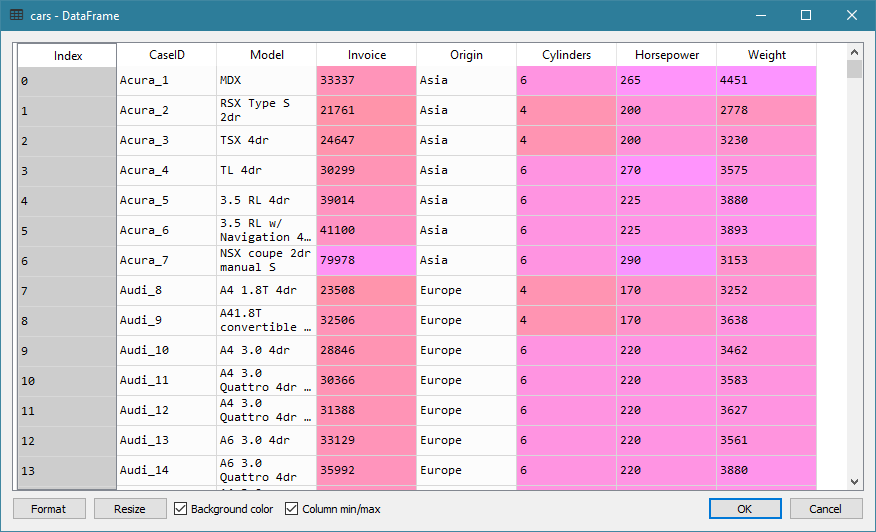 cars - DataFrame
Index CaseID Model Invoice Origin Cylinders Horsepower Weight
0 Acura_1 MDX 33337 Asia 6 265 4451
1 Acura_2 RSX Type S 2dr 21761 Asia 4 200 2778
2 Acura_3 TSX 4dr 24647 Asia 4 200 3230
3 Acura_4 TL 4dr 30299 Asia 6 270 3575
4 Acura_5 3.5 RL 4dr 39014 Asia 6 225 3880
5 Acura_6 3.5 RL w/ Navigation 4… 41100 Asia 6 225 3893
6 Acura_7 NSX coupe 2dr manual S 79978 Asia 6 290 3153
7 Audi_8 A4 1.8T 4dr 23508 Europe 4 170 3252
8 Audi_9 A41.8T convertible … 32506 Europe 4 170 3638
9 Audi_10 A4 3.0 4dr 28846 Europe 6 220 3462
10 Audi_11 A4 3.0 Quattro 4dr … 30366 Europe 6 220 3583
11 Audi_12 A4 3.0 Quattro 4dr … 31388 Europe 6 220 3627
12 Audi_13 A6 3.0 4dr 33129 Europe 6 220 3561
13 Audi_14 A6 3.0 Quattro 4dr 35992 Europe 6 220 3880
Format Resize Background color Column min/max OK Cancel